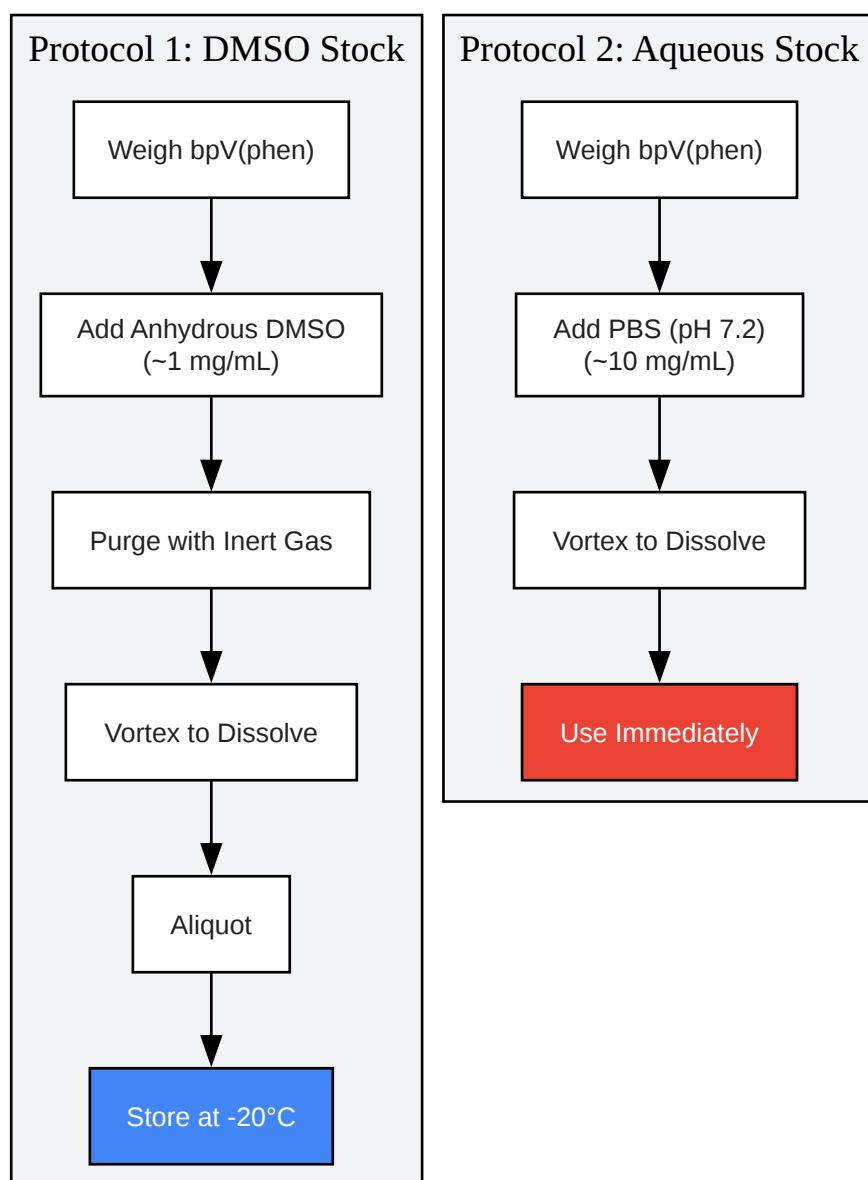 Protocol 1: DMSO Stock
Weigh bpV(phen)
Add Anhydrous DMSO
(~1 mg/mL)
Purge with Inert Gas
Vortex to Dissolve
Aliquot
Store at -20°C
Protocol 2: Aqueous Stock
Weigh bpV(phen)
Add PBS (pH 7.2)
(~10 mg/mL)
Vortex to Dissolve
Use Immediately